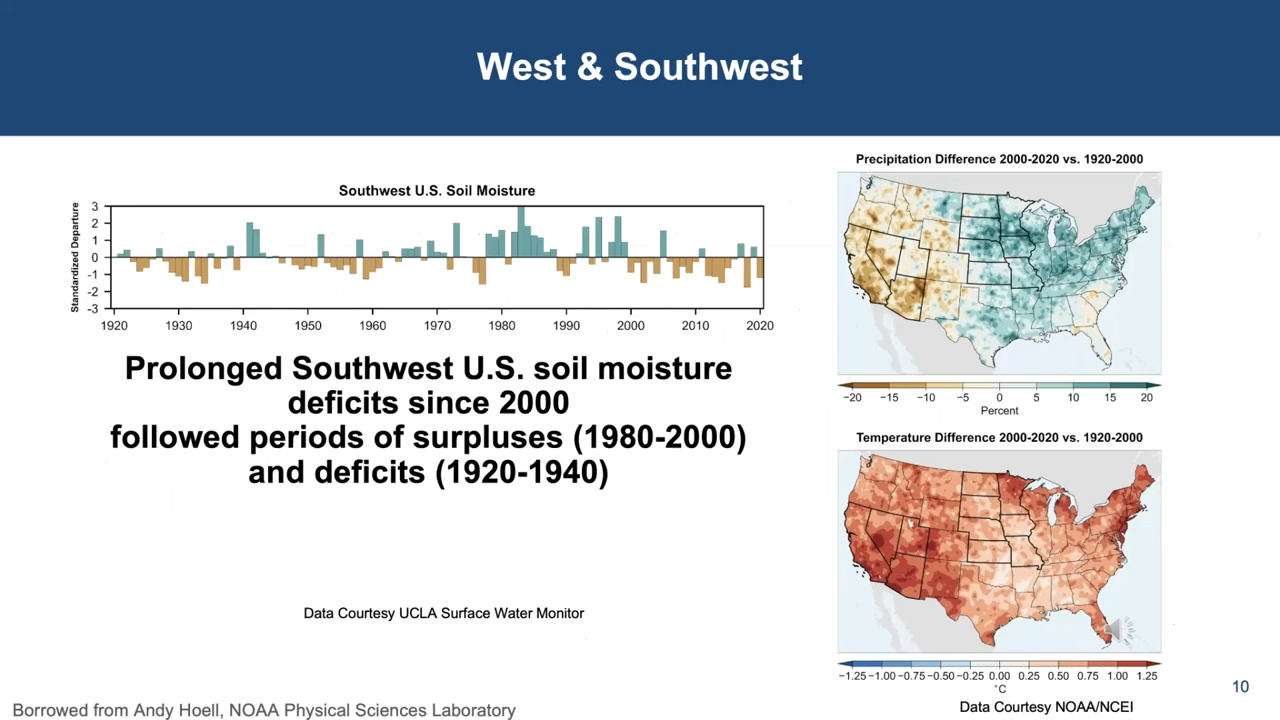 West & Southwest
Southwest U.S. Soil Moisture
Standardized Departure
3
2
1
0
-1
-2
-3
1920 1930 1940 1950 1960 1970 1980 1990 2000 2010 2020
Prolonged Southwest U.S. soil moisture
deficits since 2000
followed periods of surpluses (1980-2000)
and deficits (1920-1940)
Data Courtesy UCLA Surface Water Monitor
Precipitation Difference 2000-2020 vs. 1920-2000
−20 −15 −10 −5 0 5 10 15 20
Percent
Temperature Difference 2000-2020 vs. 1920-2000
−1.25 −1.00 −0.75 −0.50 −0.25 0.00 0.25 0.50 0.75 1.00 1.25
°C
Data Courtesy NOAA/NCEI
10
Borrowed from Andy Hoell, NOAA Physical Sciences Laboratory